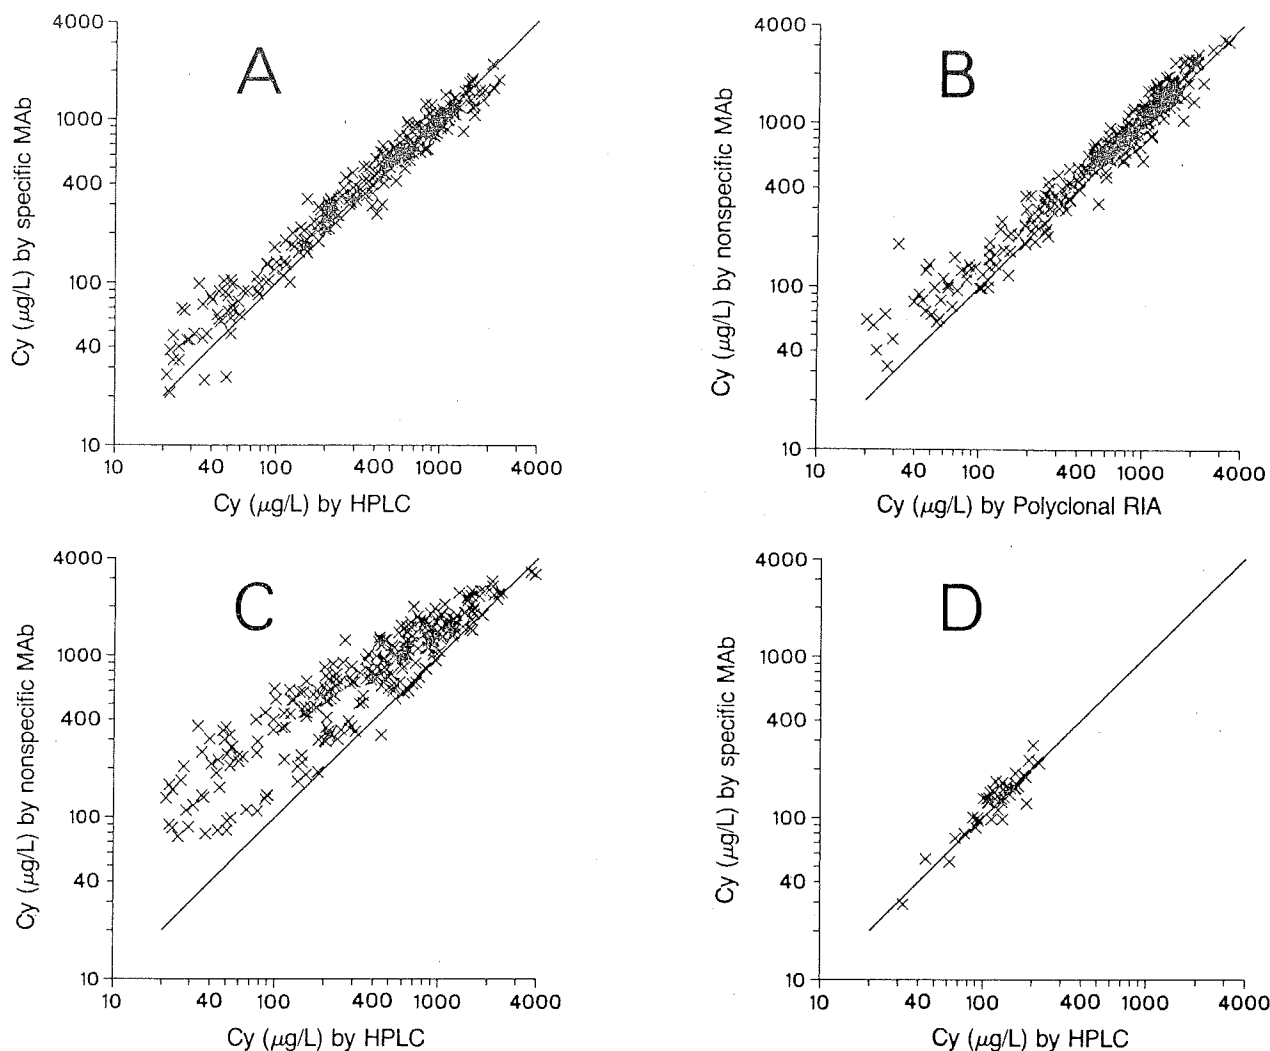 A
4000
1000
400
100
40
10
Cy (µg/L) by specific MAb
10 40 100 400 1000 4000
Cy (µg/L) by HPLC
B
4000
1000
400
100
40
10
Cy (µg/L) by nonspecific MAb
10 40 100 400 1000 4000
Cy (µg/L) by Polyclonal RIA
C
4000
1000
400
100
40
10
Cy (µg/L) by nonspecific MAb
10 40 100 400 1000 4000
Cy (µg/L) by HPLC
D
4000
1000
400
100
40
10
Cy (µg/L) by specific MAb
10 40 100 400 1000 4000
Cy (µg/L) by HPLC